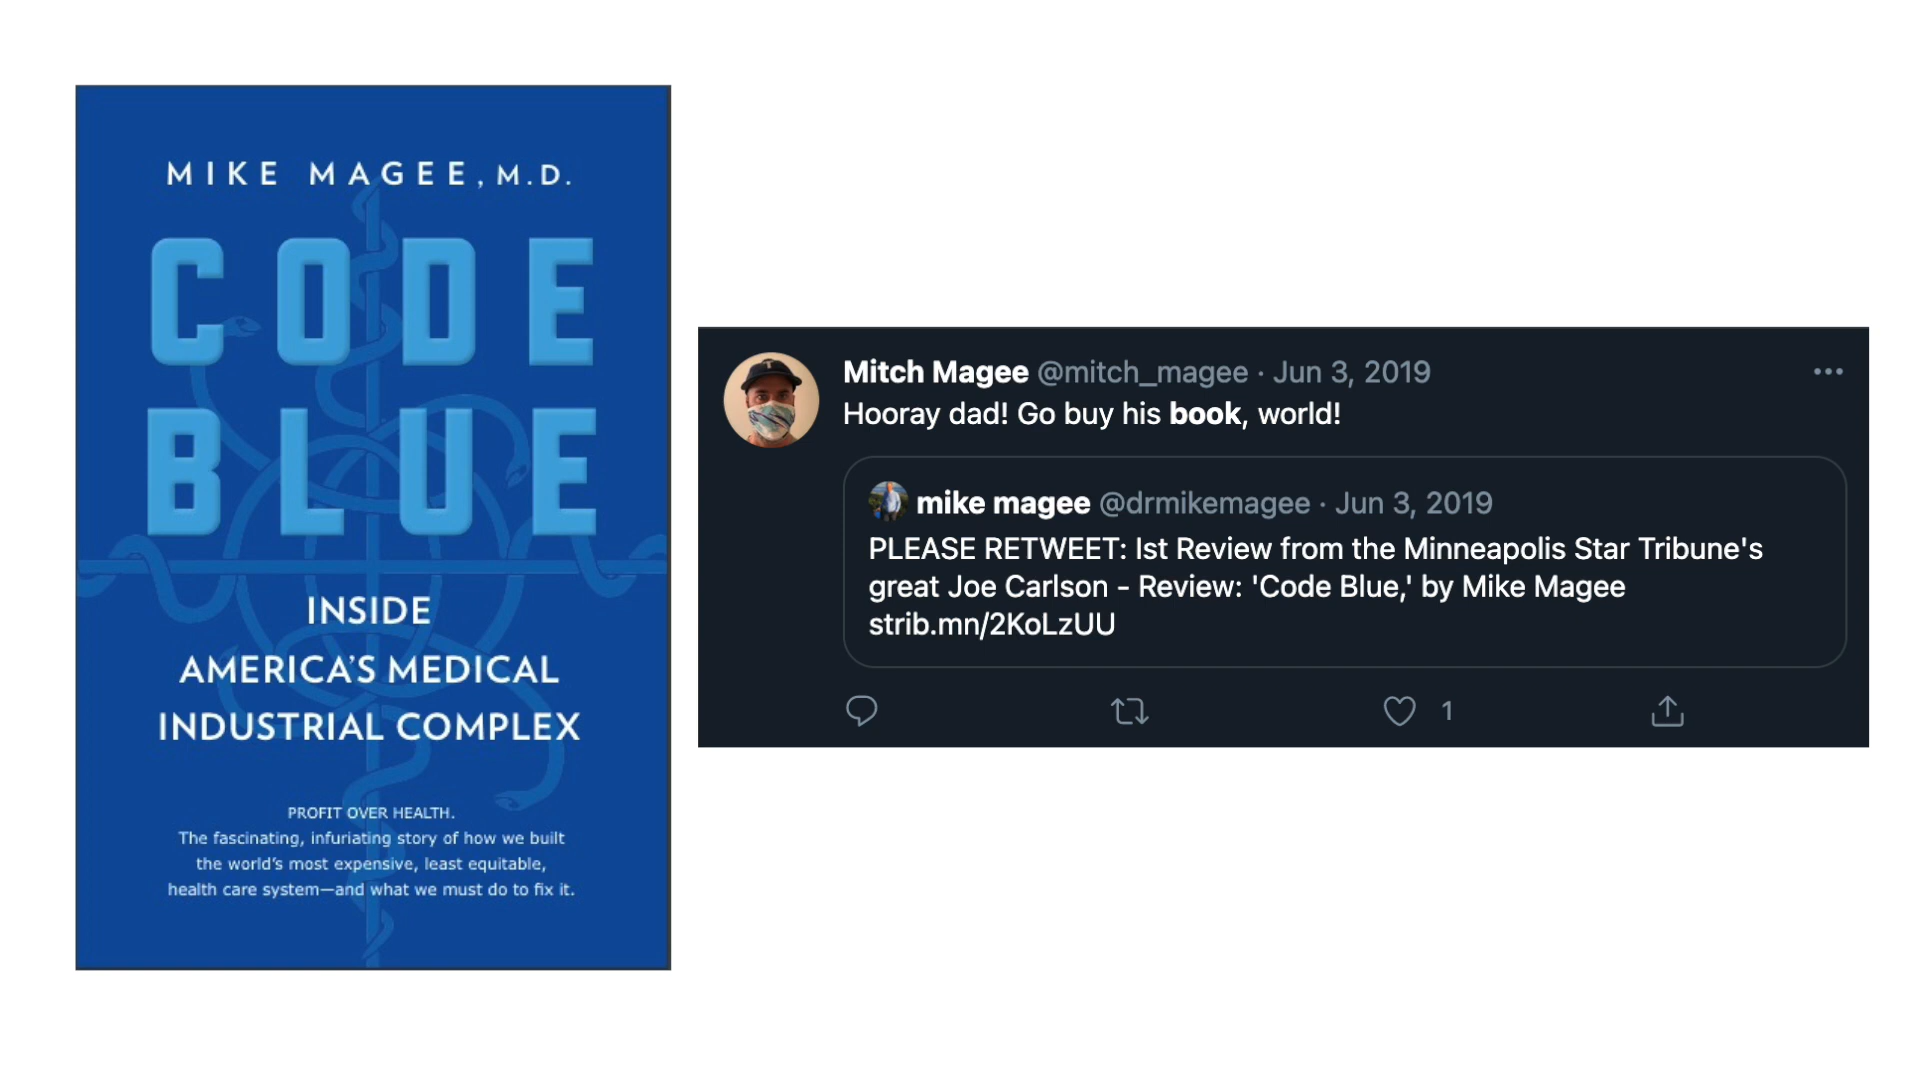 MIKE MAGEE, M.D.
CODE
BLUE
INSIDE
AMERICA'S MEDICAL
INDUSTRIAL COMPLEX
PROFIT OVER HEALTH.
The fascinating, infuriating story of how we built
the world's most expensive, least equitable,
health care system—and what we must do to fix it.
Mitch Magee @mitch_magee · Jun 3, 2019
Hooray dad! Go buy his book, world!
mike magee @drmikemagee · Jun 3, 2019
PLEASE RETWEET: Ist Review from the Minneapolis Star Tribune's
great Joe Carlson - Review: 'Code Blue,' by Mike Magee
strib.mn/2KoLzUU
1